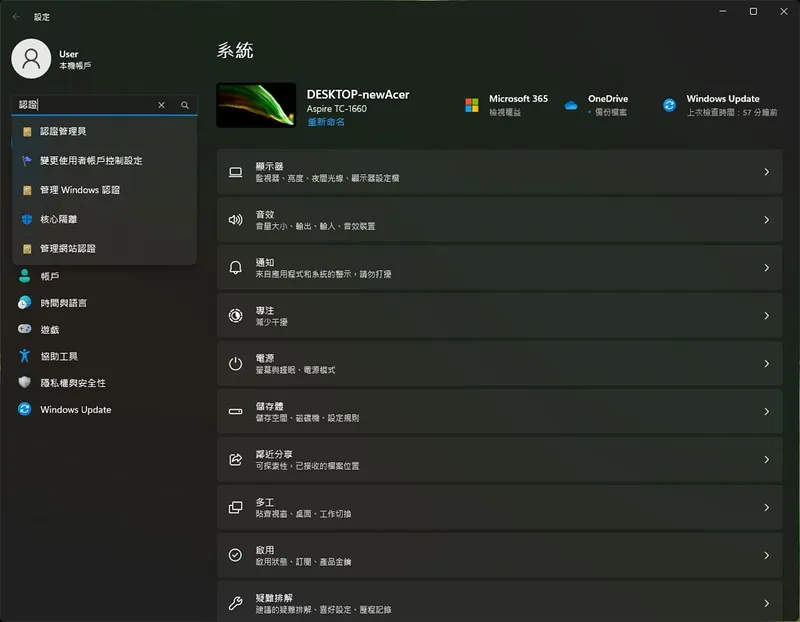 設定
User
本機帳戶
認證
認證管理員
變更使用者帳戶控制設定
管理 Windows 認證
核心隔離
管理網站認證
帳戶
時間與語言
遊戲
協助工具
隱私權與安全性
Windows Update
系統
DESKTOP-newAcer
Aspire TC-1660
重新命名
Microsoft 365
檢視權益
OneDrive
• 備份檔案
Windows Update
上次檢查時間：57 分鐘前
顯示器
監視器、亮度、夜間光線、顯示器設定檔
音效
音量大小、輸出、輸入、音效裝置
通知
來自應用程式和系統的警示，請勿打擾
專注
減少干擾
電源
螢幕與睡眠、電源模式
儲存體
儲存空間、磁碟機、設定規則
鄰近分享
可探索性，已接收的檔案位置
多工
貼齊視窗、桌面、工作切換
啟用
啟用狀態、訂閱、產品金鑰
疑難排解
建議的疑難排解、喜好設定、歷程記錄